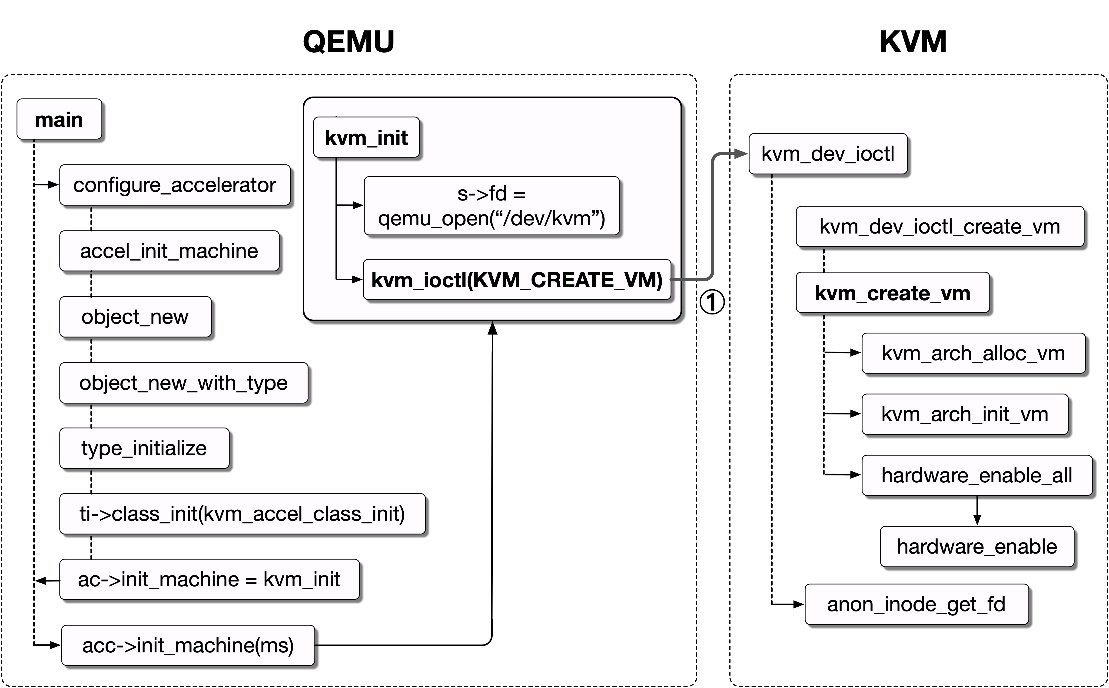 QEMU
main
configure_accelerator
accel_init_machine
object_new
object_new_with_type
type_initialize
ti->class_init(kvm_accel_class_init)
ac->init_machine = kvm_init
acc->init_machine(ms)
kvm_init
s->fd =
qemu_open(“/dev/kvm”)
kvm_ioctl(KVM_CREATE_VM)
①
KVM
kvm_dev_ioctl
kvm_dev_ioctl_create_vm
kvm_create_vm
kvm_arch_alloc_vm
kvm_arch_init_vm
hardware_enable_all
hardware_enable
anon_inode_get_fd